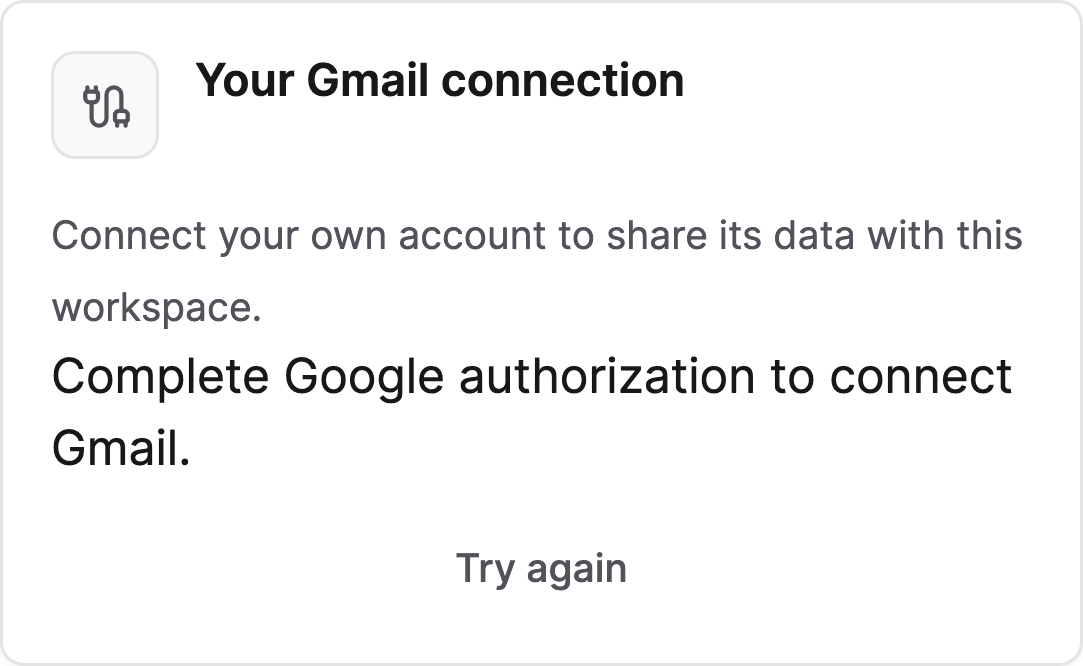 Your Gmail connection
Connect your own account to share its data with this
workspace.
Complete Google authorization to connect
Gmail.
Try again